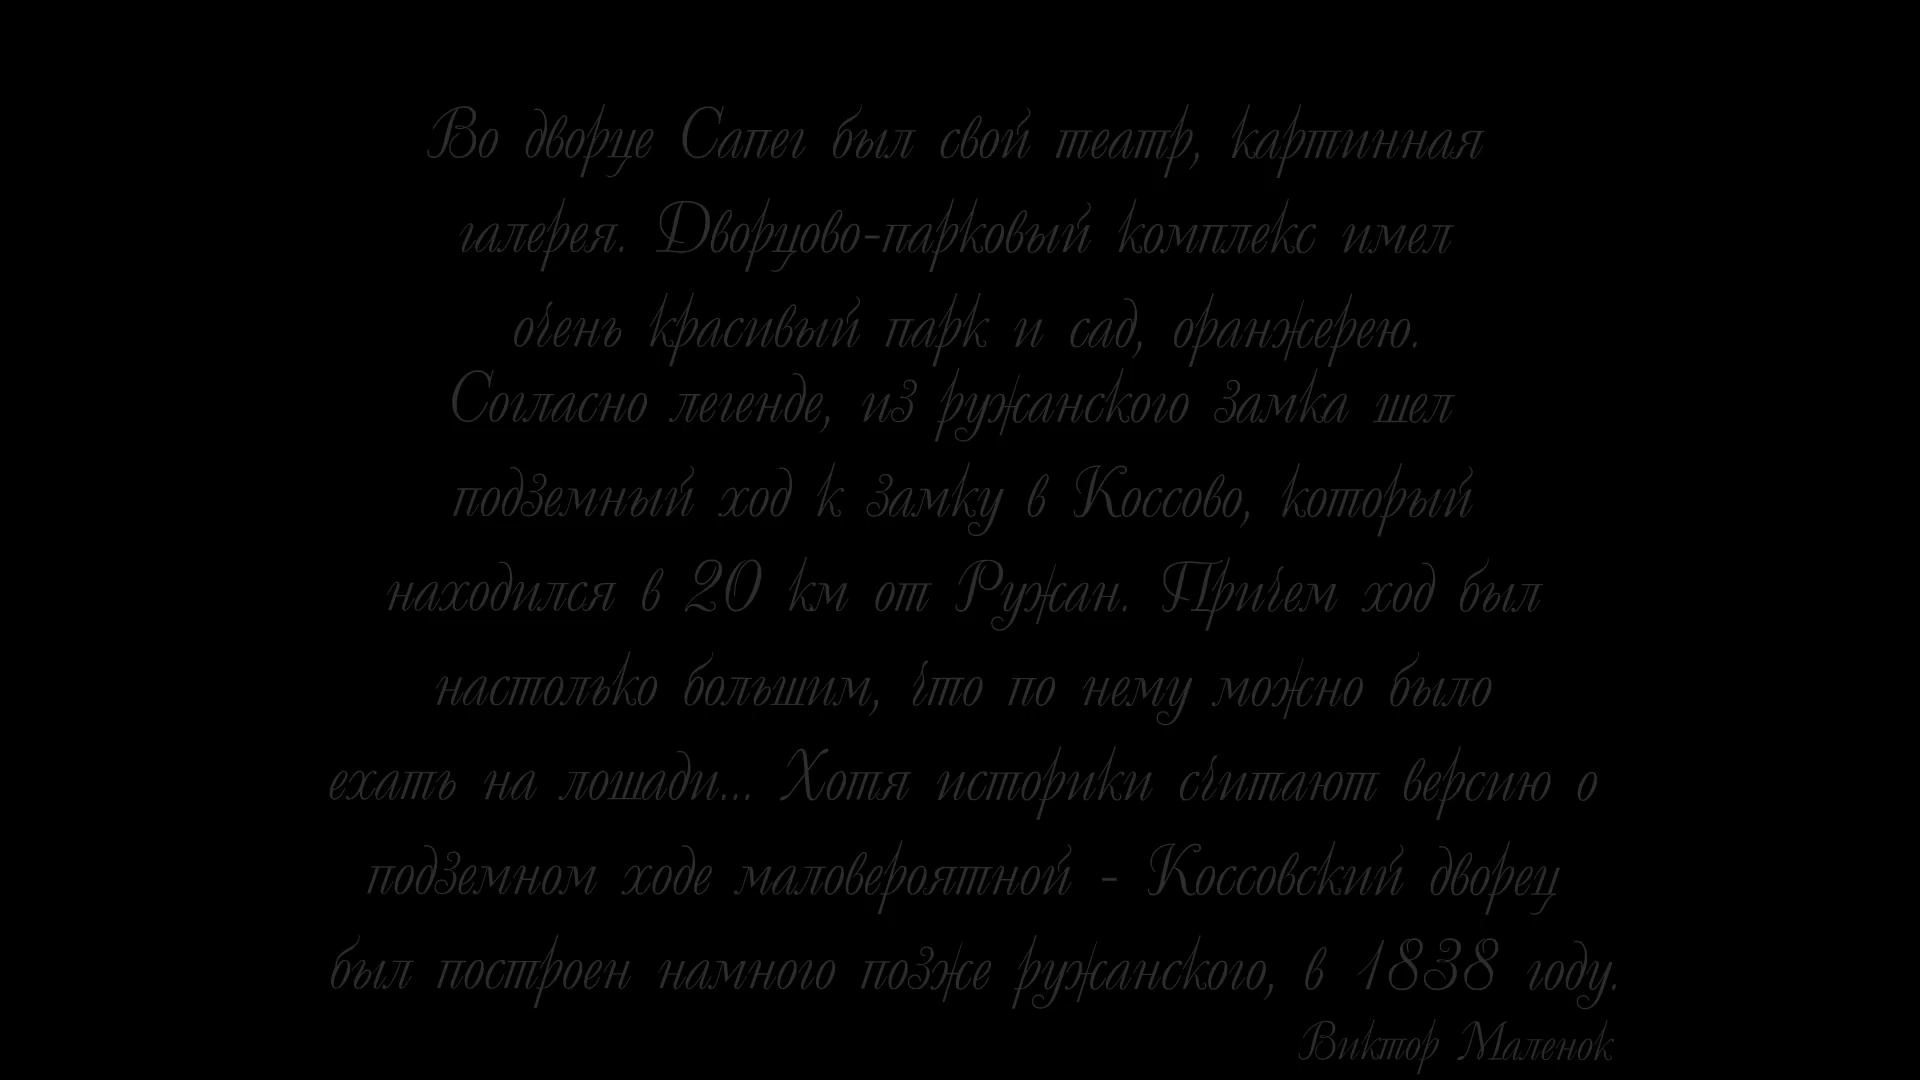 Во дворце Сапег был свой театр, картинная
галерея. Дворцово-парковый комплекс имел
очень красивый парк и сад, оранжерею.
Согласно легенде, из ружанского замка шел
подземный ход к замку в Коссово, который
находился в 20 км от Ружан. Причем ход был
настолько большим, что по нему можно было
ехать на лошади... Хотя историки считают версию о
подземном ходе маловероятной - Коссовский дворец
был построен намного позже ружанского, в 1838 году.
Виктор Маленок